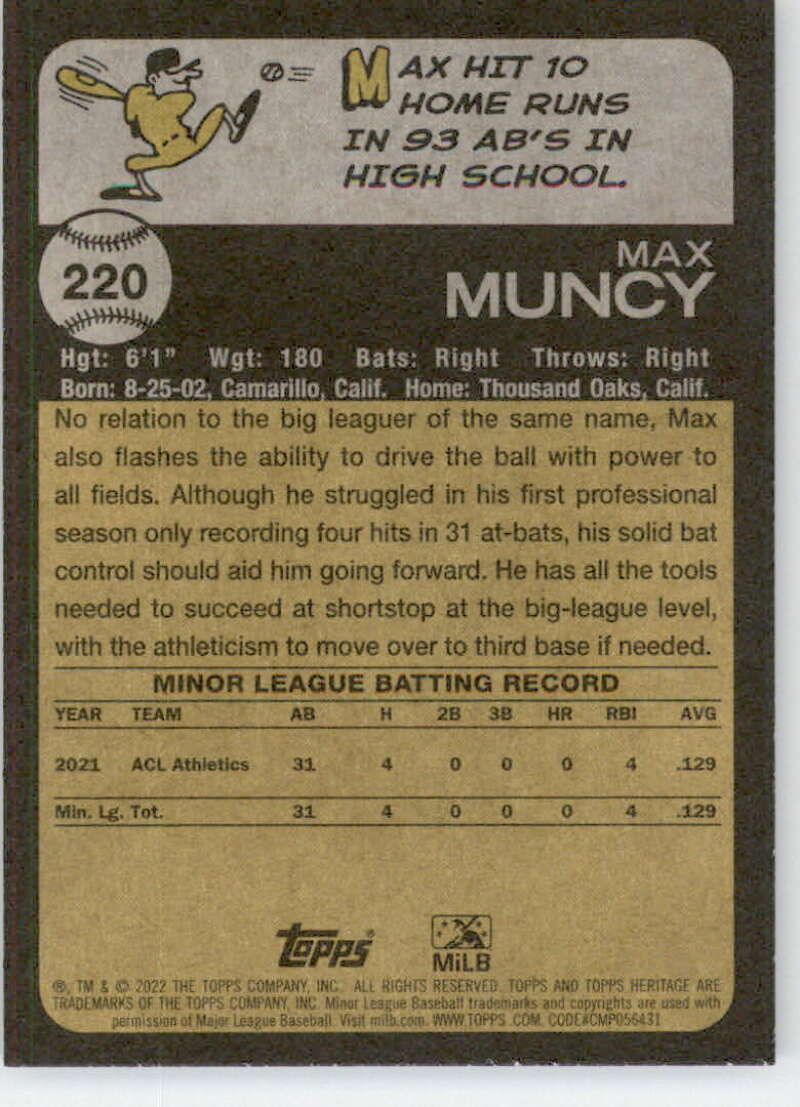 MAX HIT 10
HOME RUNS
IN 93 AB'S IN
HIGH SCHOOL.
220
MAX
MUNCY
Hgt: 6'1" Wgt: 180 Bats: Right Throws: Right
Born: 8-25-02, Camarillo, Calif. Home: Thousand Oaks, Calif.
No relation to the big leaguer of the same name, Max
also flashes the ability to drive the ball with power to
all fields. Although he struggled in his first professional
season only recording four hits in 31 at-bats, his solid bat
control should aid him going forward. He has all the tools
needed to succeed at shortstop at the big-league level,
with the athleticism to move over to third base if needed.
MINOR LEAGUE BATTING RECORD
YEAR TEAM AB H 2B 3B HR RBI AVG
2021 ACL Athletics 31 4 0 0 0 4 .129
Min. Lg. Tot. 31 4 0 0 0 4 .129
topps®
MiLB
®, TM & © 2022 THE TOPPS COMPANY, INC. ALL RIGHTS RESERVED. TOPPS AND TOPPS HERITAGE ARE
TRADEMARKS OF THE TOPPS COMPANY, INC. Minor League Baseball trademarks and copyrights are used with
permission of Major League Baseball. Visit milb.com. WWW.TOPPS.COM. CODE#CMP056431